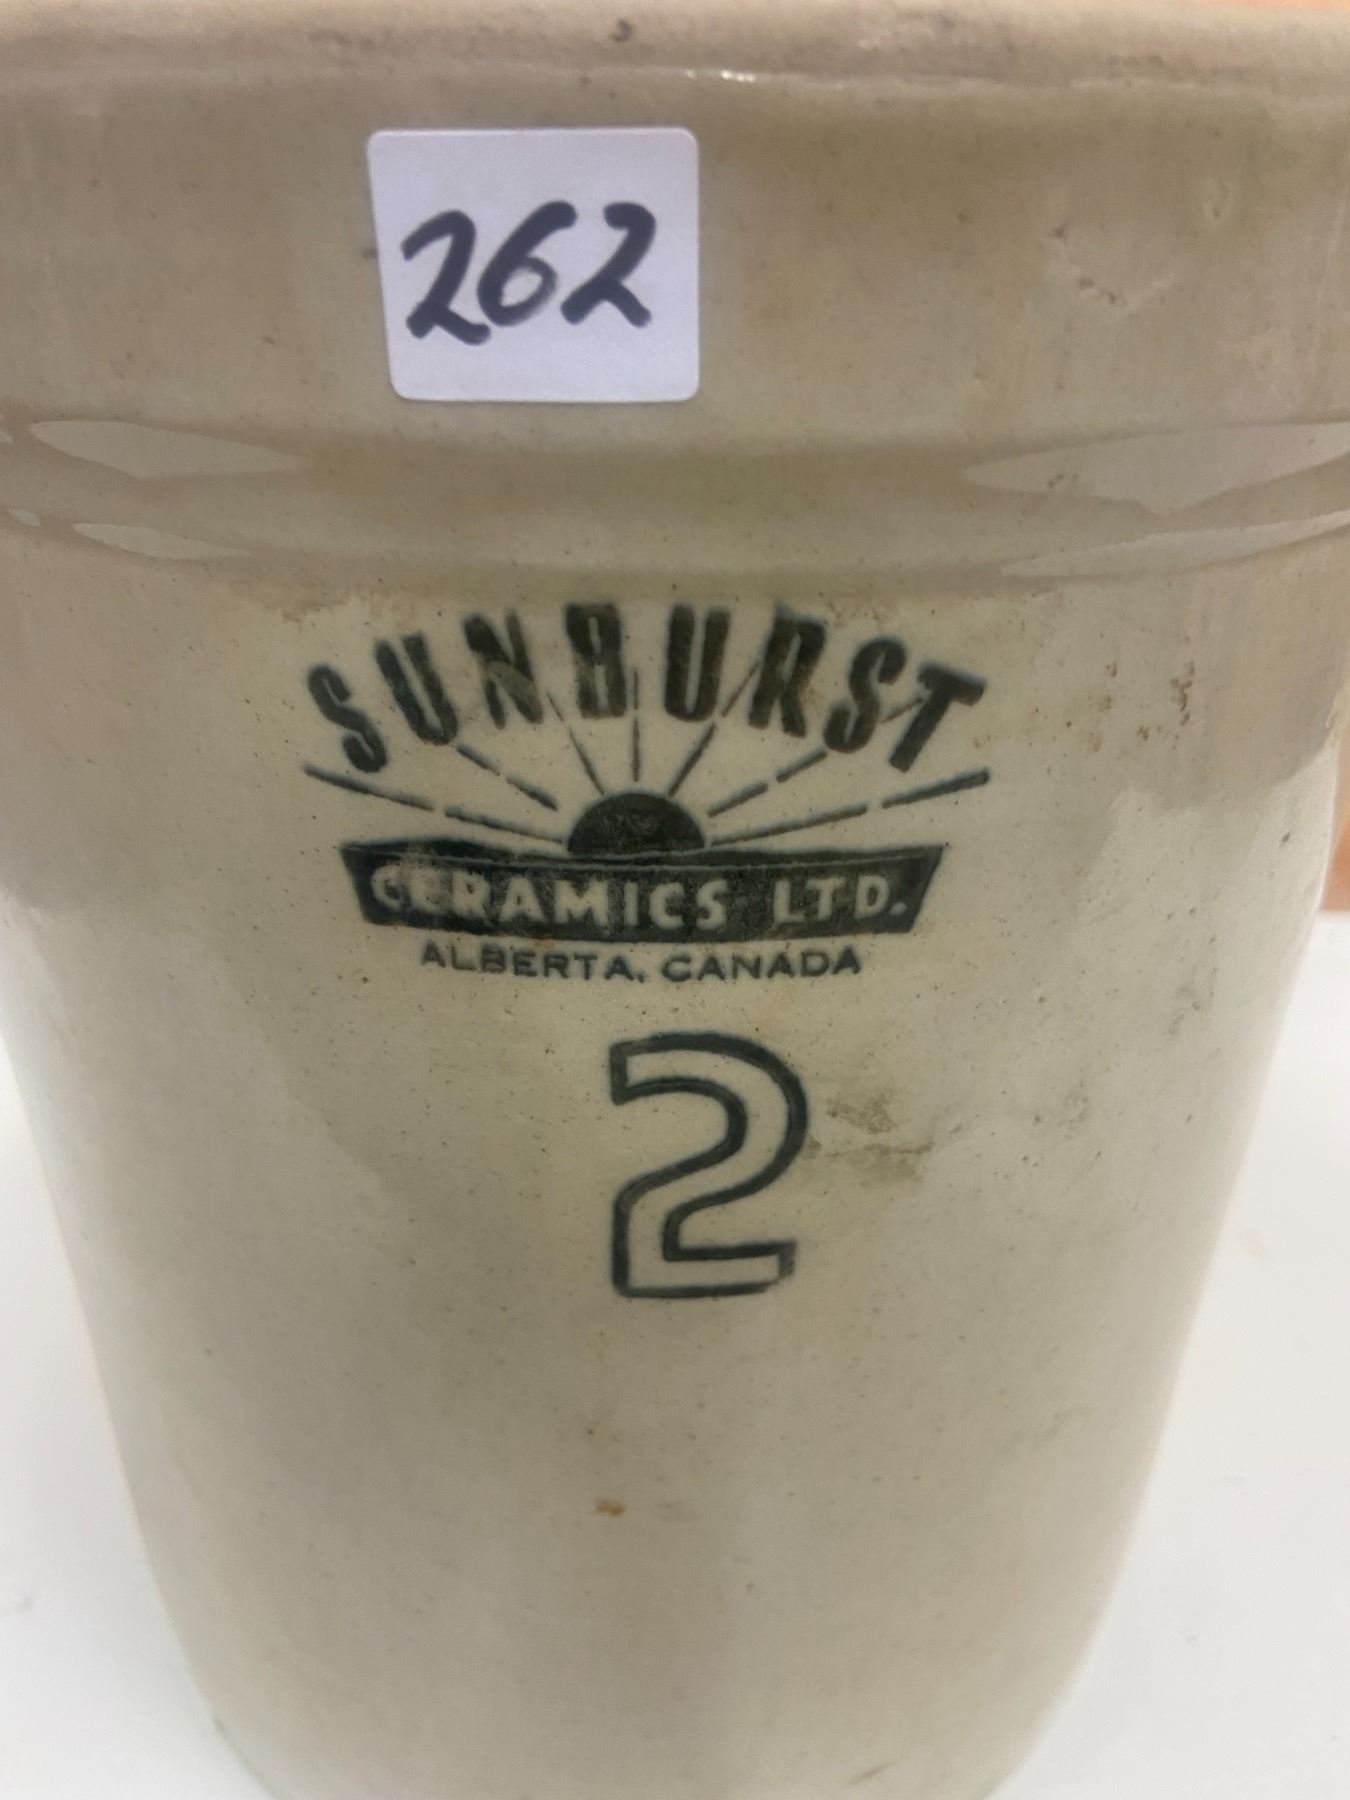 262
SUNBURST
CERAMICS LTD.
ALBERTA, CANADA
2